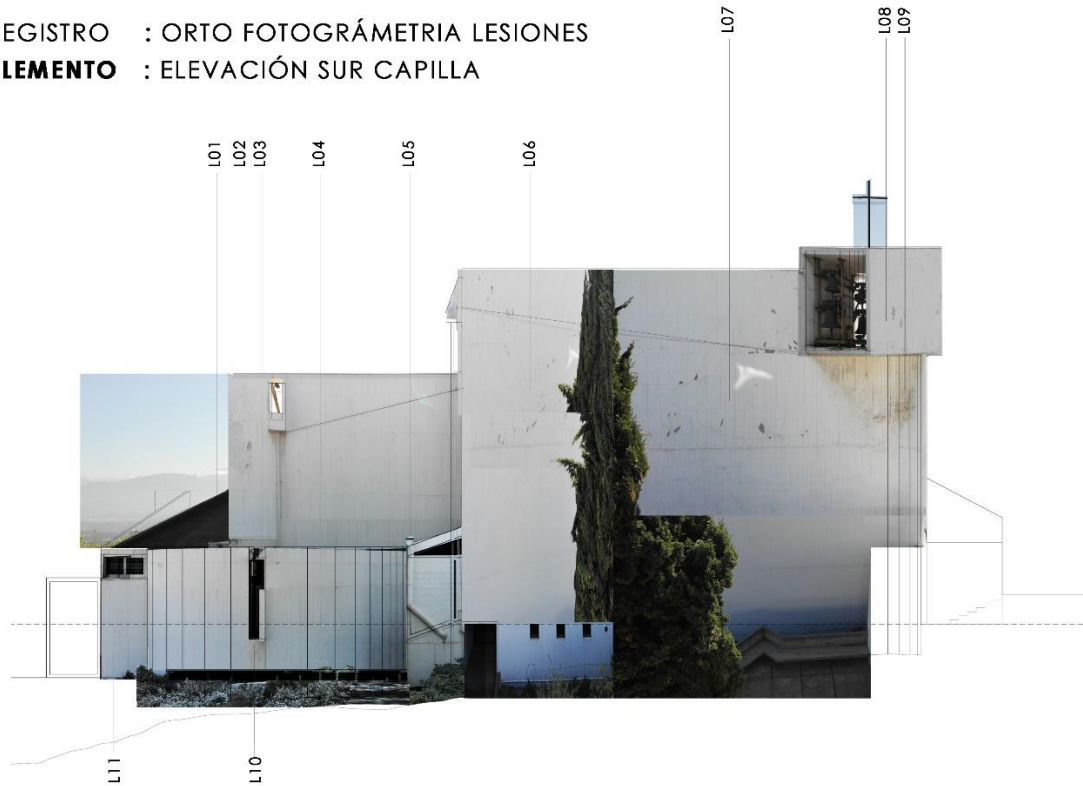 EGISTRO : ORTO FOTOGRÁMETRIA LESIONES
LEMENTO : ELEVACIÓN SUR CAPILLA
L01
L02
L03
L04
L05
L06
L07
L08
L09
L11
L10